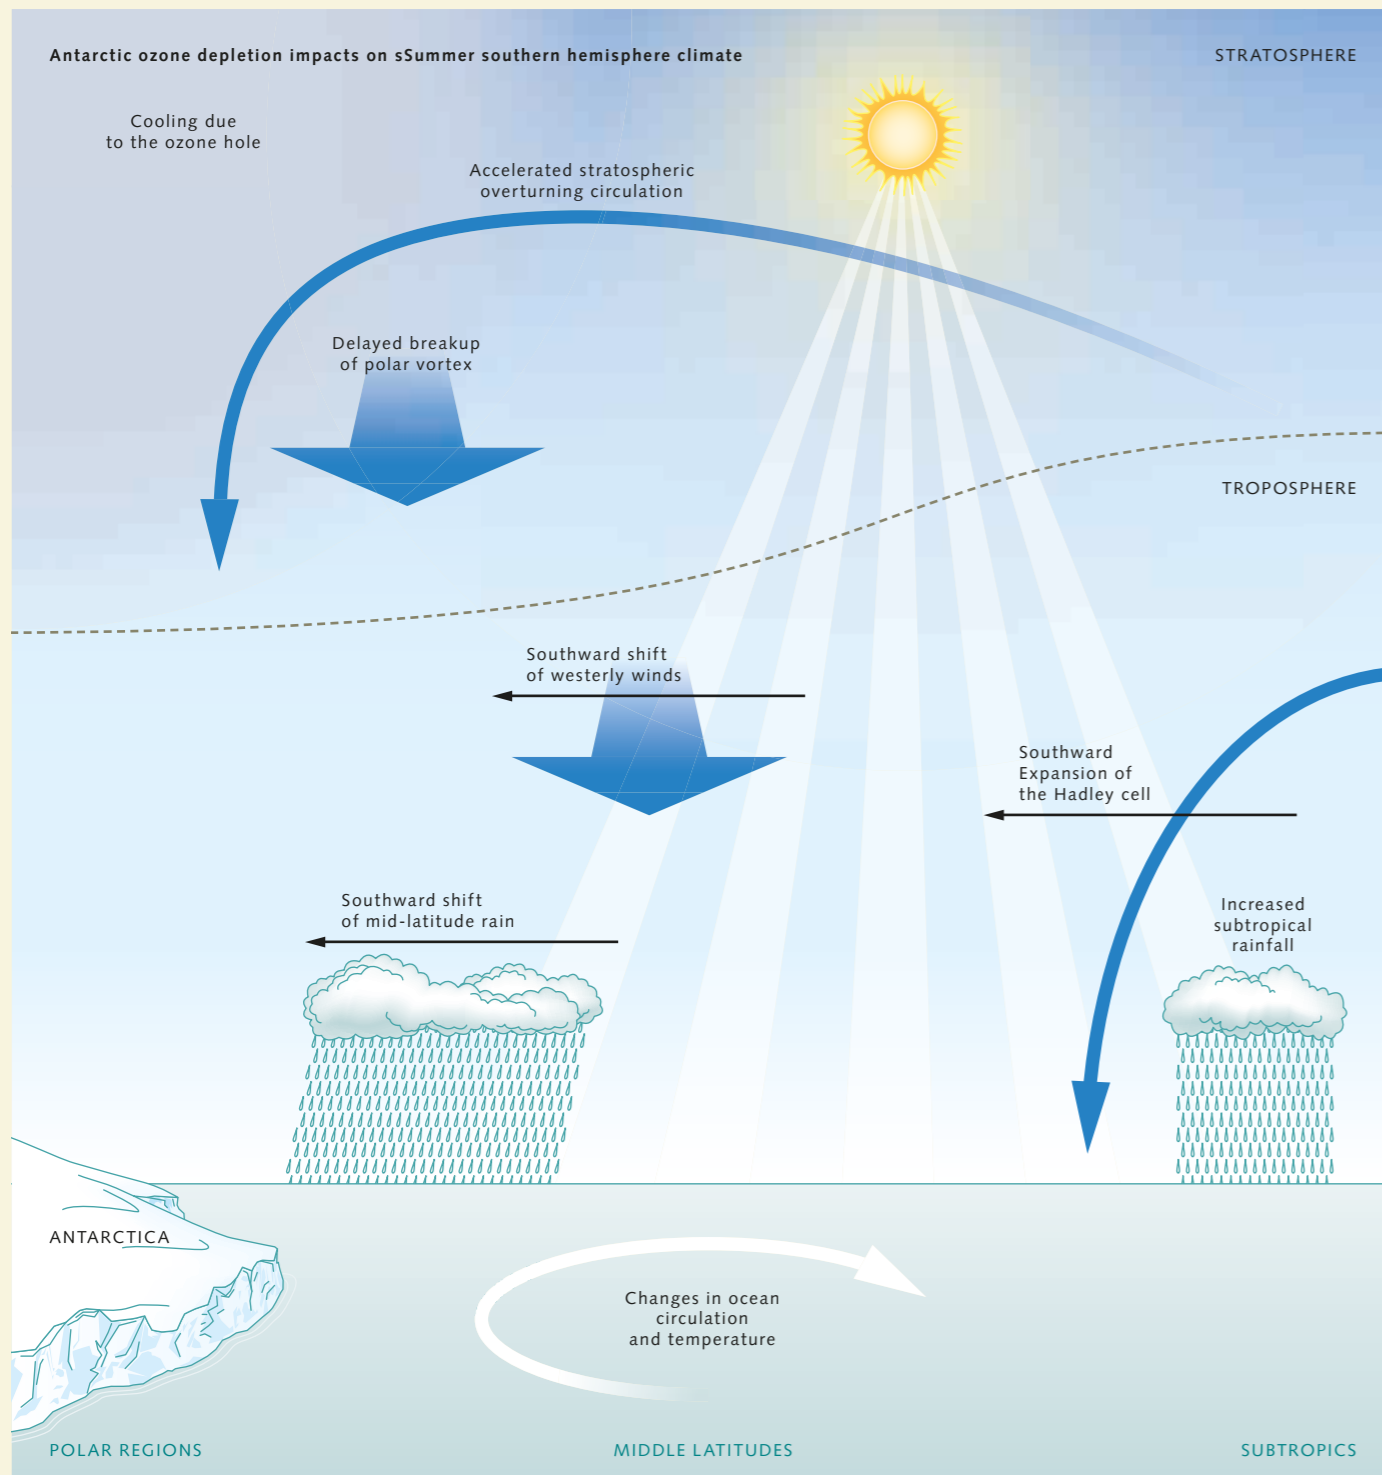 Antarctic ozone depletion impacts on sSummer southern hemisphere climate
STRATOSPHERE
Cooling due
to the ozone hole
Accelerated stratospheric
overturning circulation
Delayed breakup
of polar vortex
TROPOSPHERE
Southward shift
of westerly winds
Southward
Expansion of
the Hadley cell
Southward shift
of mid-latitude rain
Increased
subtropical
rainfall
ANTARCTICA
Changes in ocean
circulation
and temperature
POLAR REGIONS
MIDDLE LATITUDES
SUBTROPICS